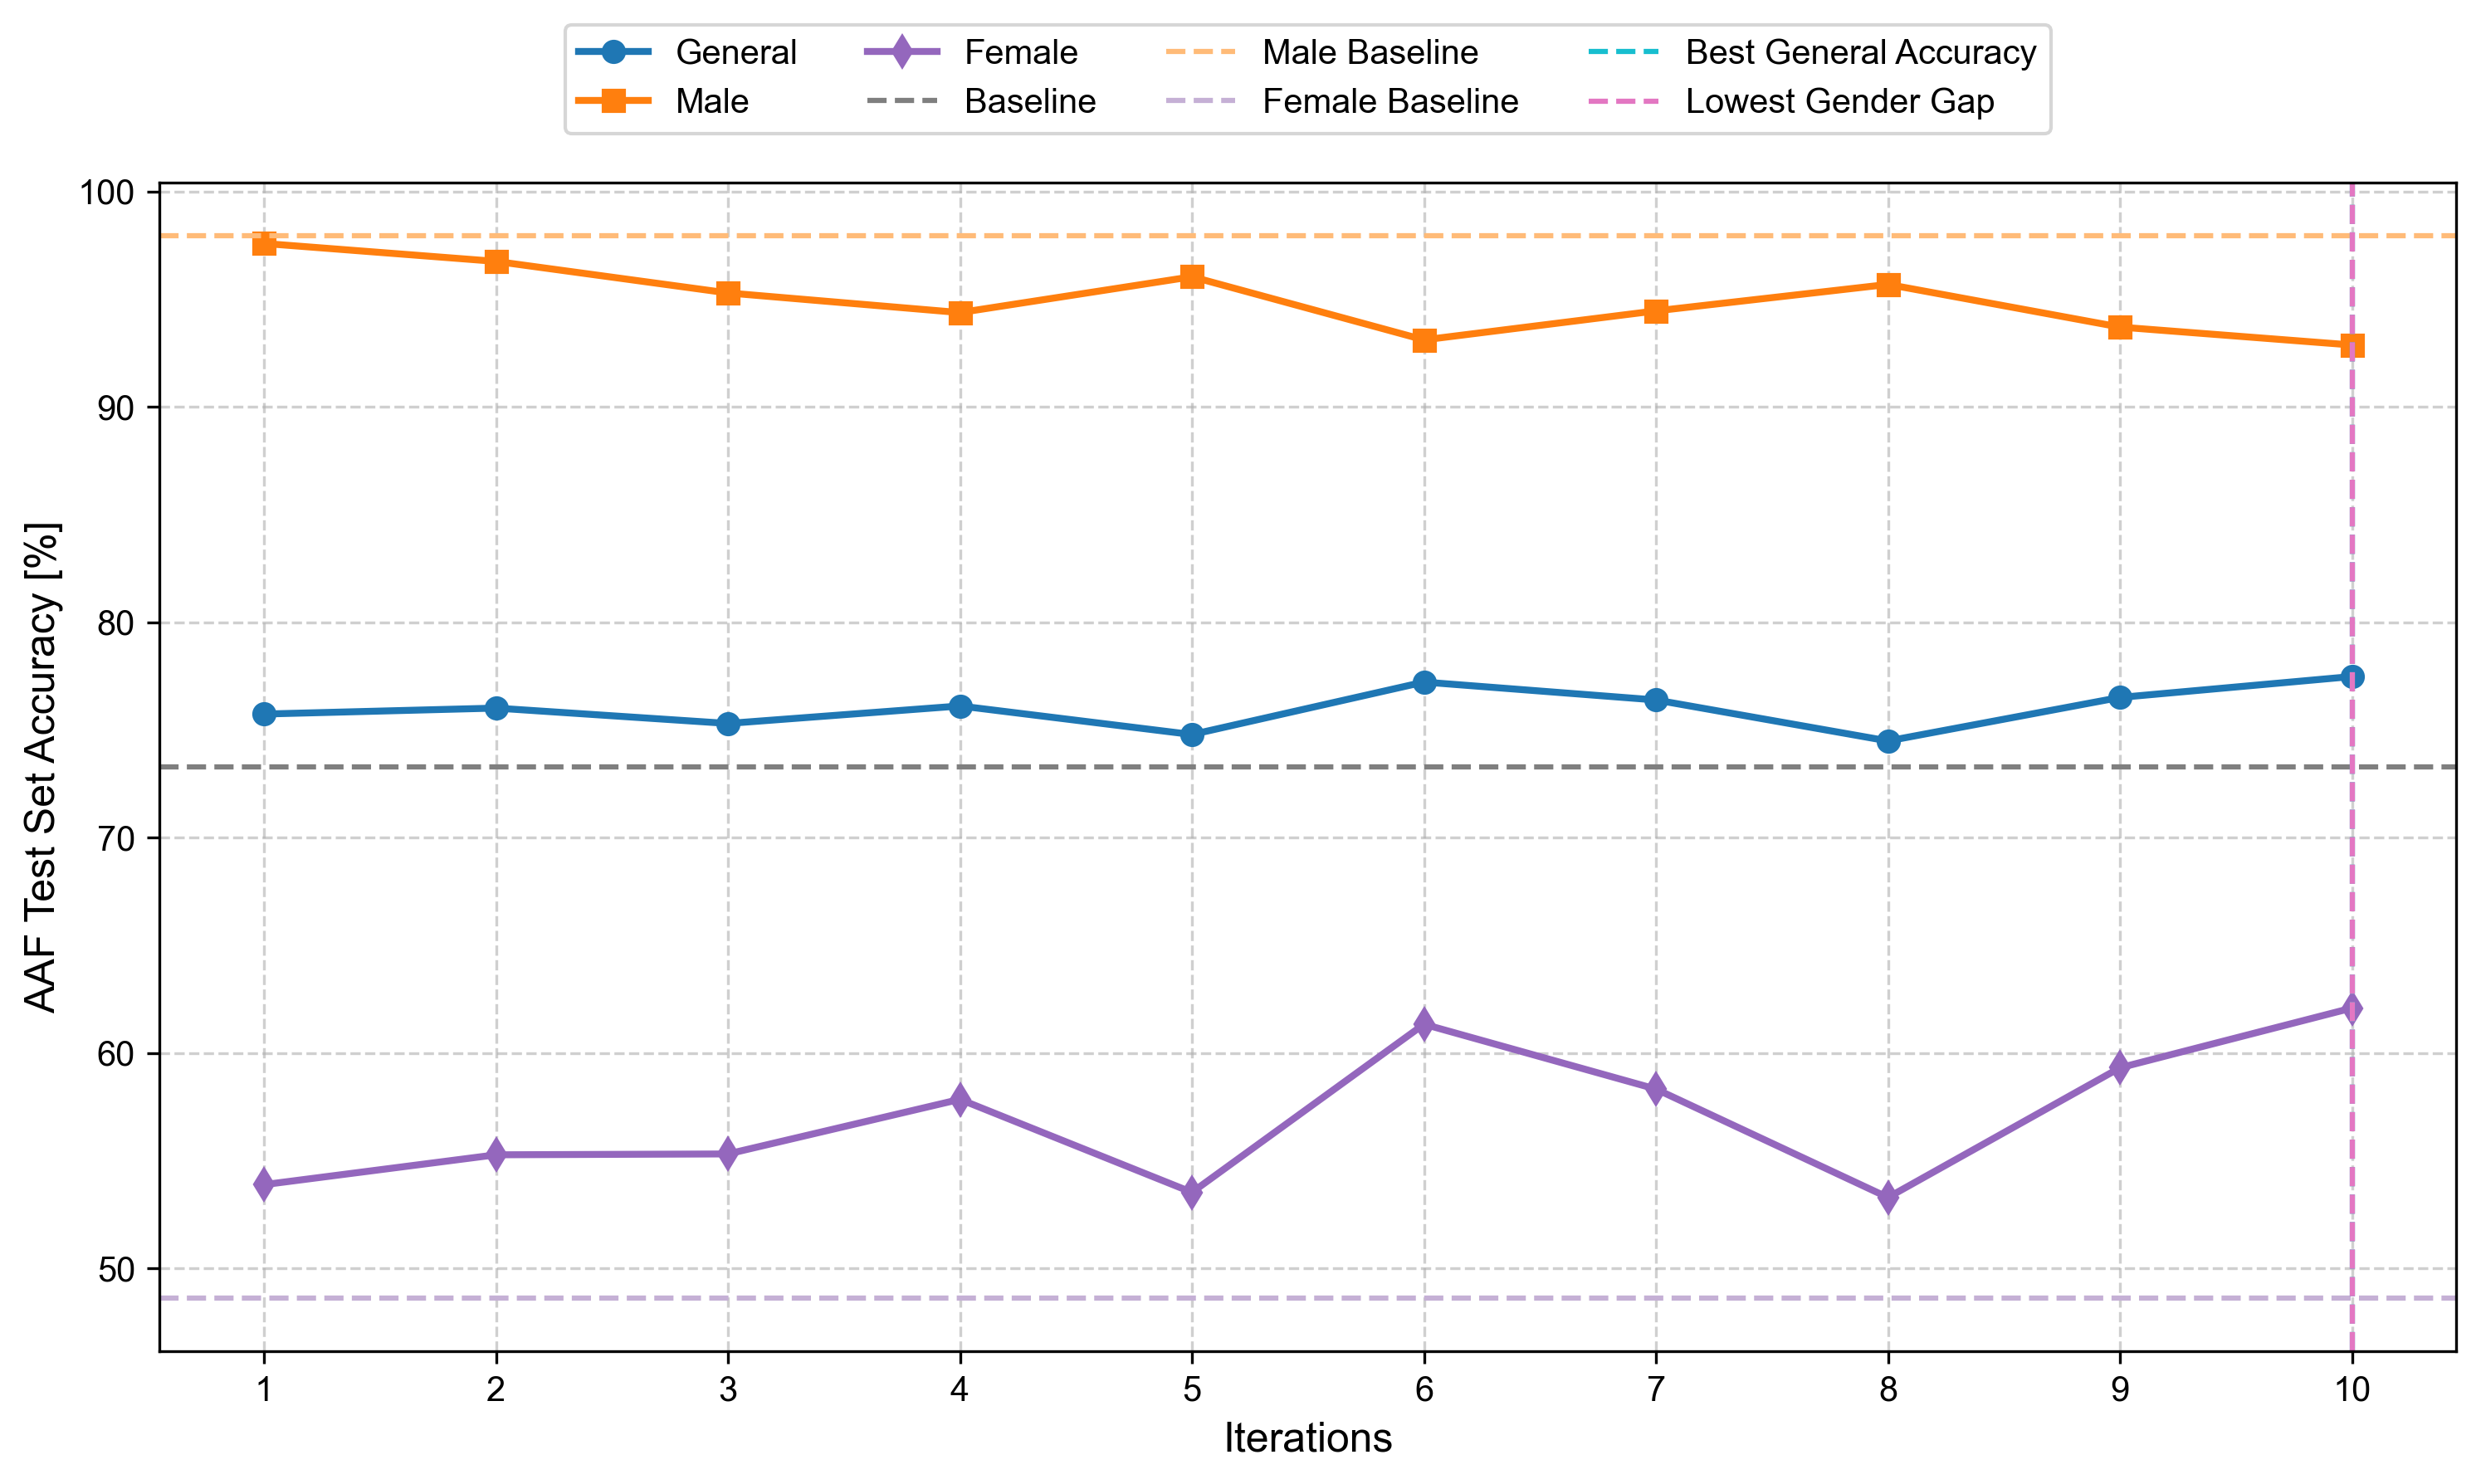 General
Male
Female
Baseline
Male Baseline
Female Baseline
Best General Accuracy
Lowest Gender Gap
AAF Test Set Accuracy [%]
100
90
80
70
60
50
1 2 3 4 5 6 7 8 9 10
Iterations